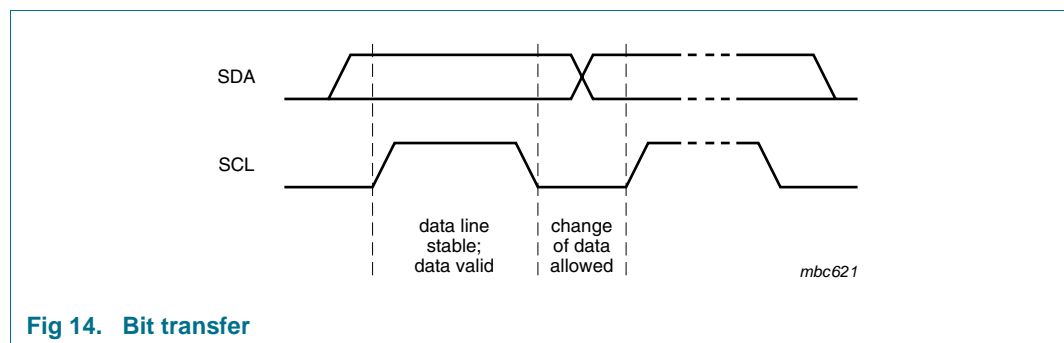 SDA
SCL
data line
stable;
data valid
change
of data
allowed
mbc621
Fig 14. Bit transfer